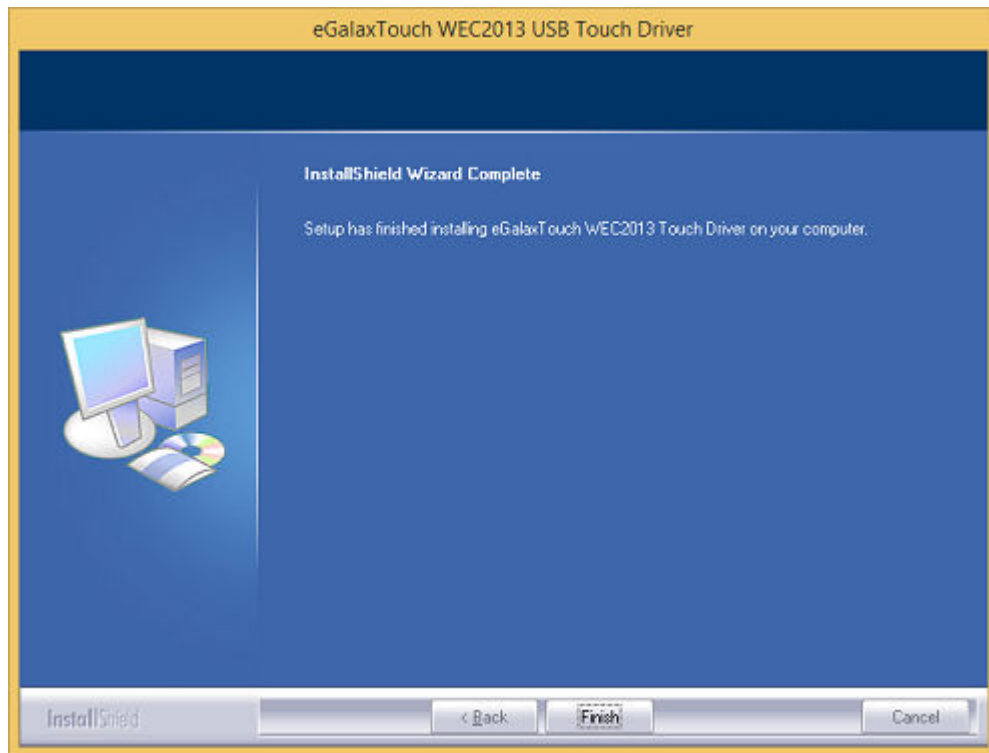 eGalaxTouch WEC2013 USB Touch Driver
InstallShield Wizard Complete
Setup has finished installing eGalaxTouch WEC2013 Touch Driver on your computer.
InstallShield
< Back
Finish
Cancel